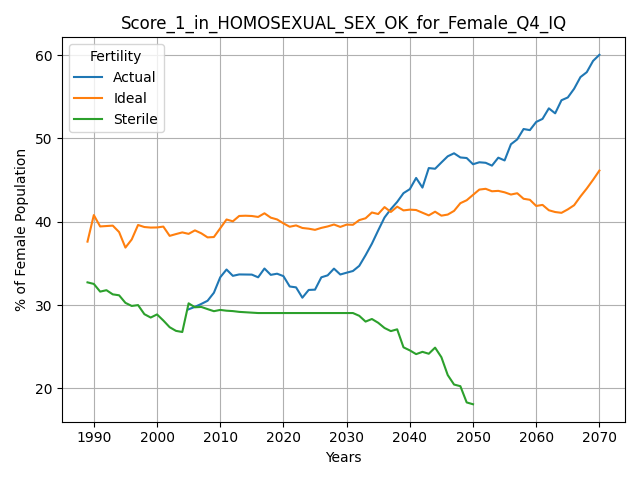 Score_1_in_HOMOSEXUAL_SEX_OK_for_Female_Q4_IQ
Fertility
Actual
Ideal
Sterile
% of Female Population
60
50
40
30
20
1990 2000 2010 2020 2030 2040 2050 2060 2070
Years